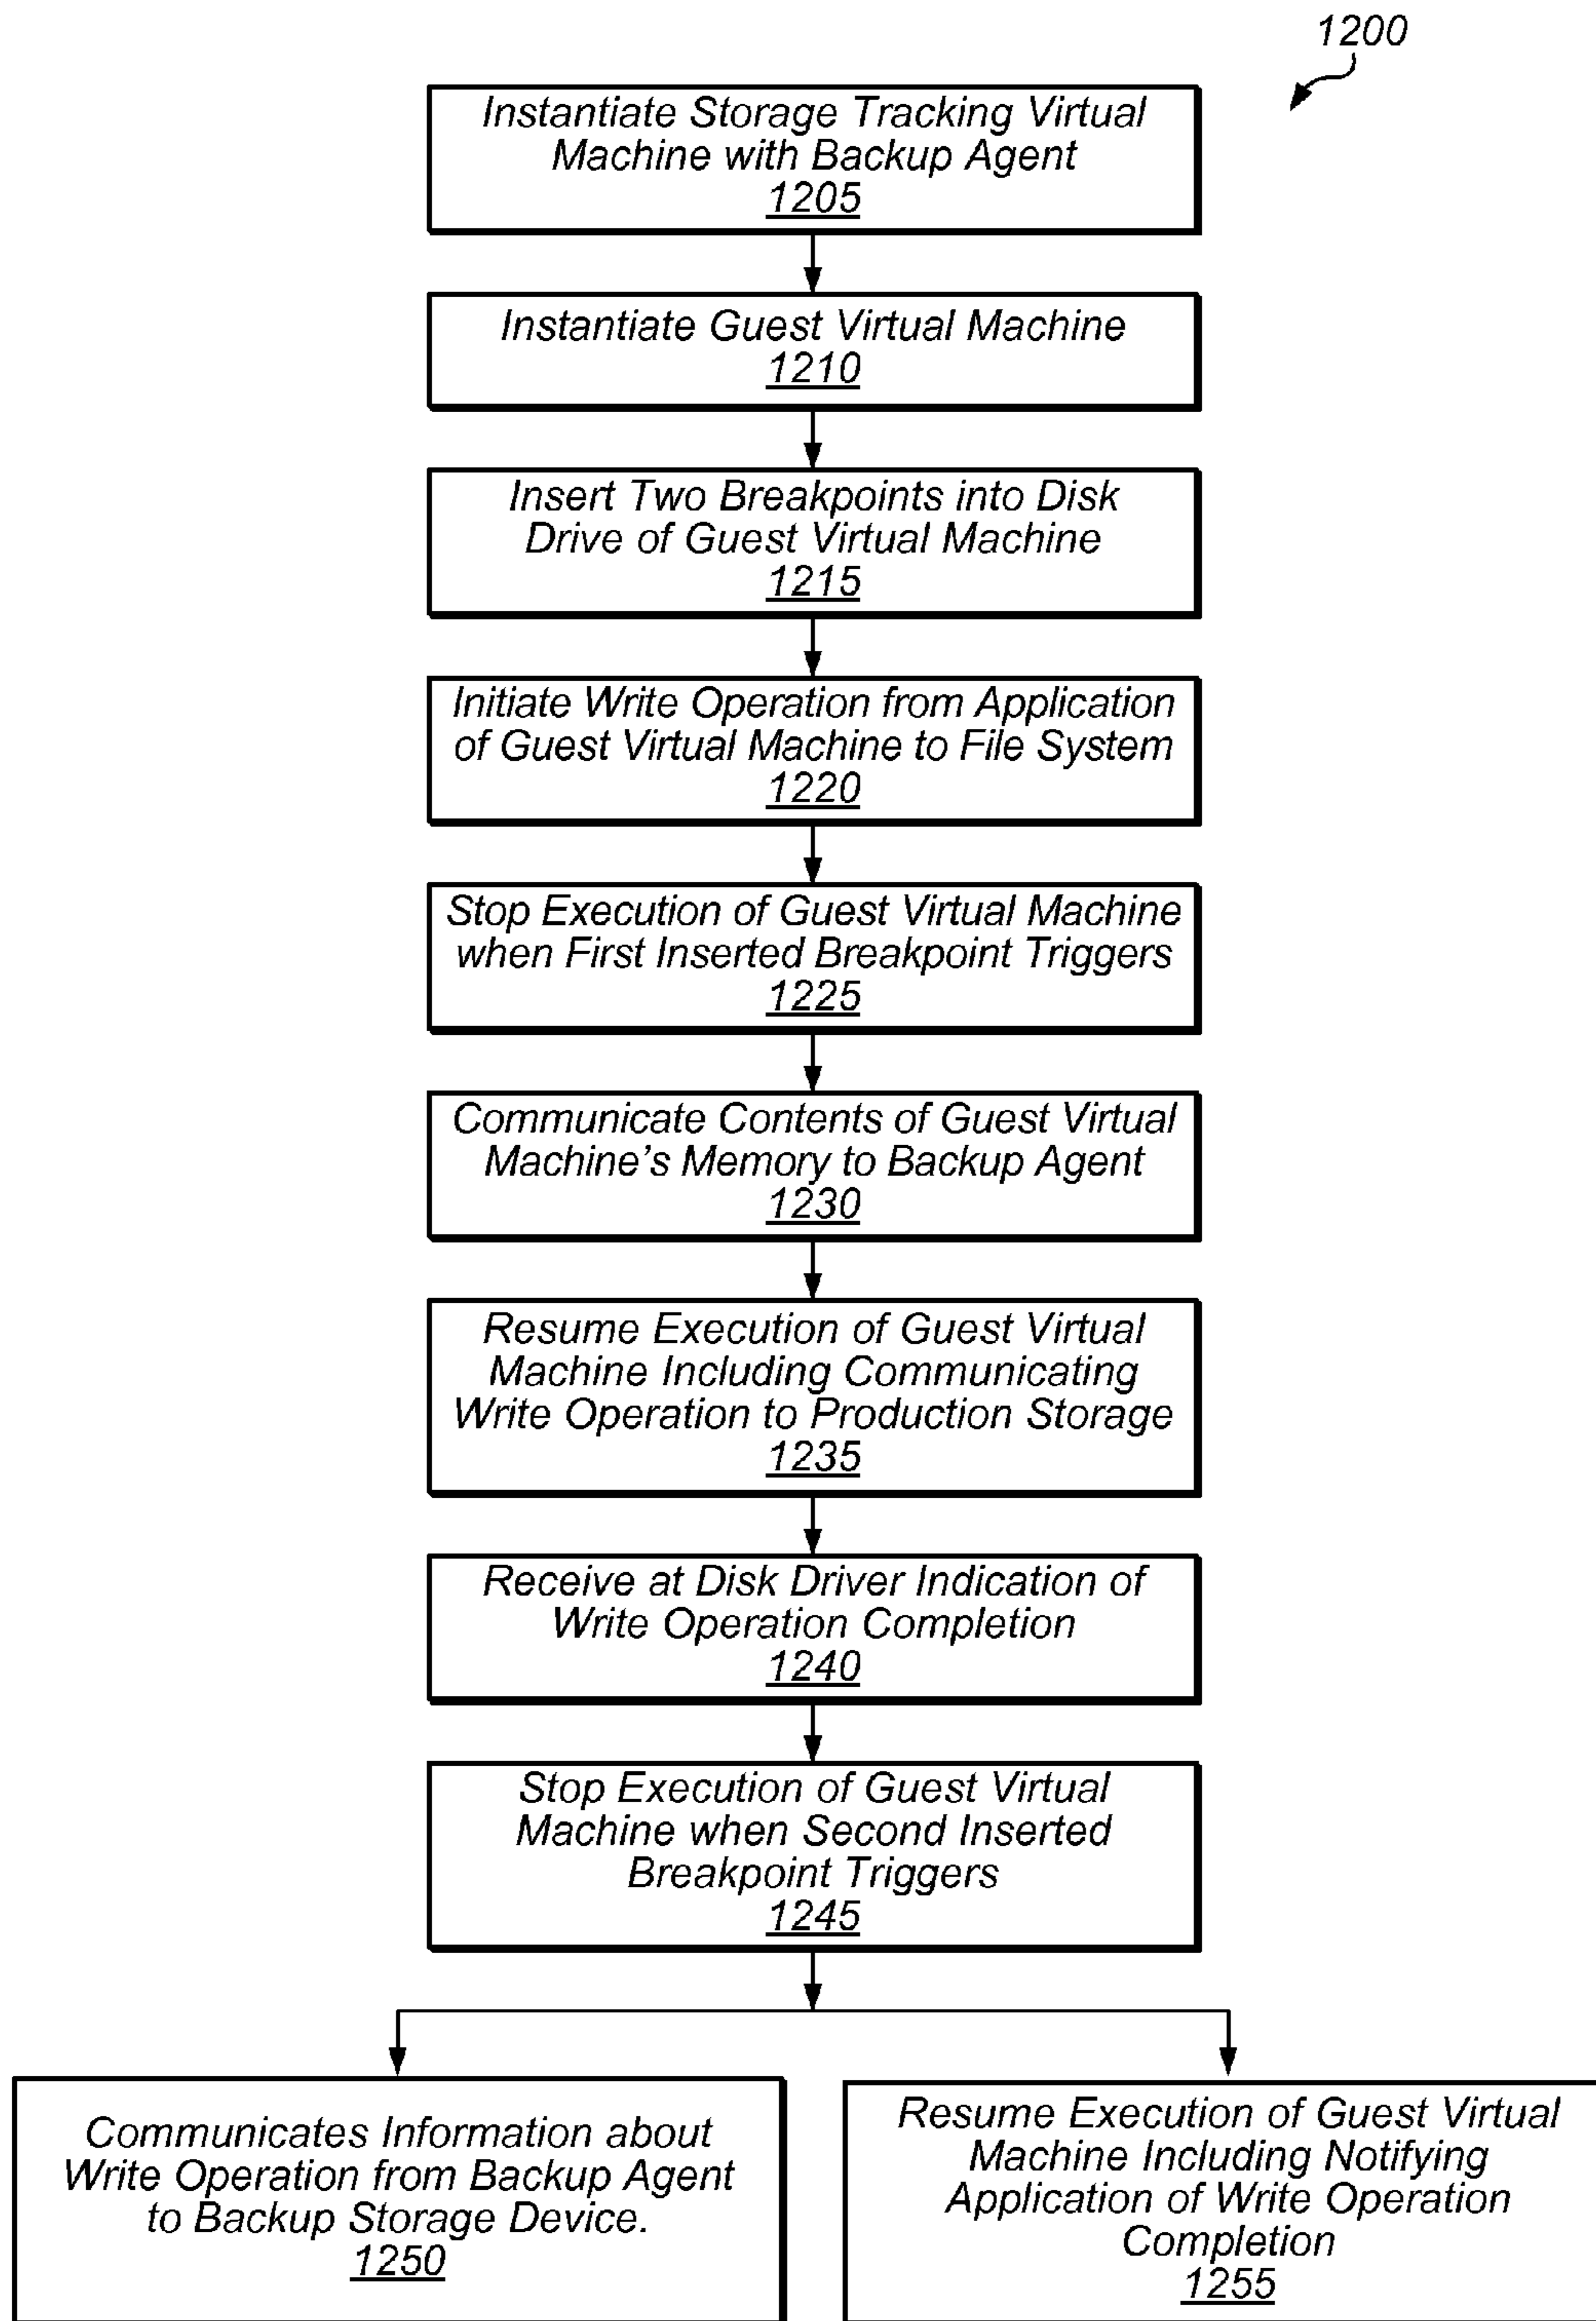 1200
Instantiate Storage Tracking Virtual
Machine with Backup Agent
1205
Instantiate Guest Virtual Machine
1210
Insert Two Breakpoints into Disk
Drive of Guest Virtual Machine
1215
Initiate Write Operation from Application
of Guest Virtual Machine to File System
1220
Stop Execution of Guest Virtual Machine
when First Inserted Breakpoint Triggers
1225
Communicate Contents of Guest Virtual
Machine's Memory to Backup Agent
1230
Resume Execution of Guest Virtual
Machine Including Communicating
Write Operation to Production Storage
1235
Receive at Disk Driver Indication of
Write Operation Completion
1240
Stop Execution of Guest Virtual
Machine when Second Inserted
Breakpoint Triggers
1245
Communicates Information about
Write Operation from Backup Agent
to Backup Storage Device.
1250
Resume Execution of Guest Virtual
Machine Including Notifying
Application of Write Operation
Completion
1255